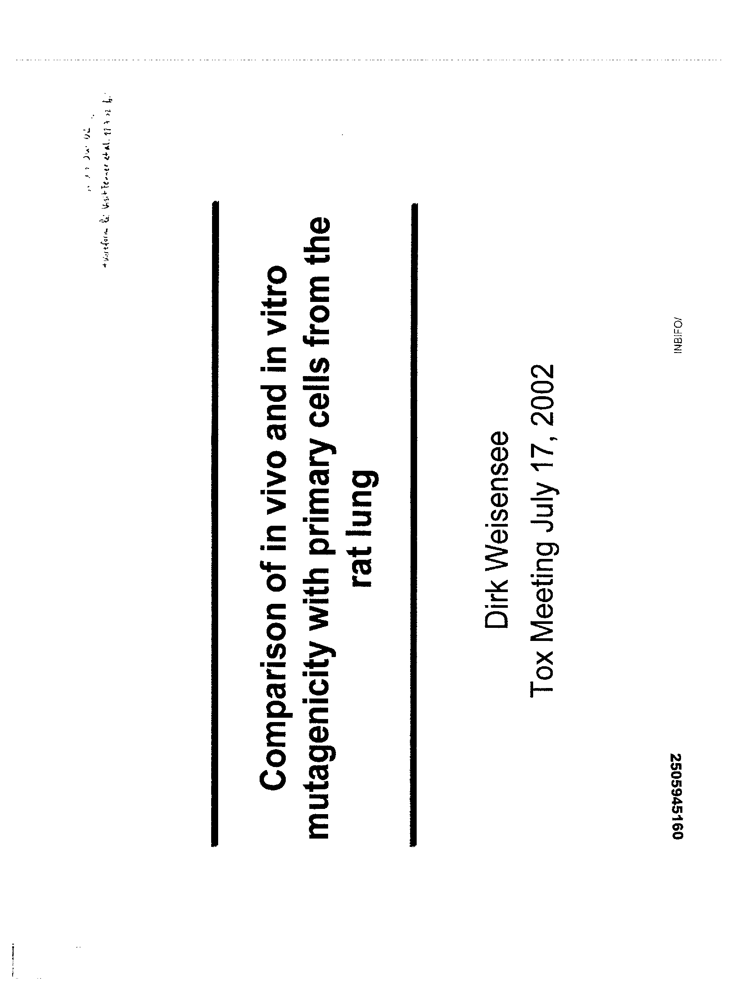 Comparison of in vivo and in vitro
mutagenicity with primary cells from the
rat lung
Dirk Weisensee
Tox Meeting July 17, 2002
INBIFO/
2505945160